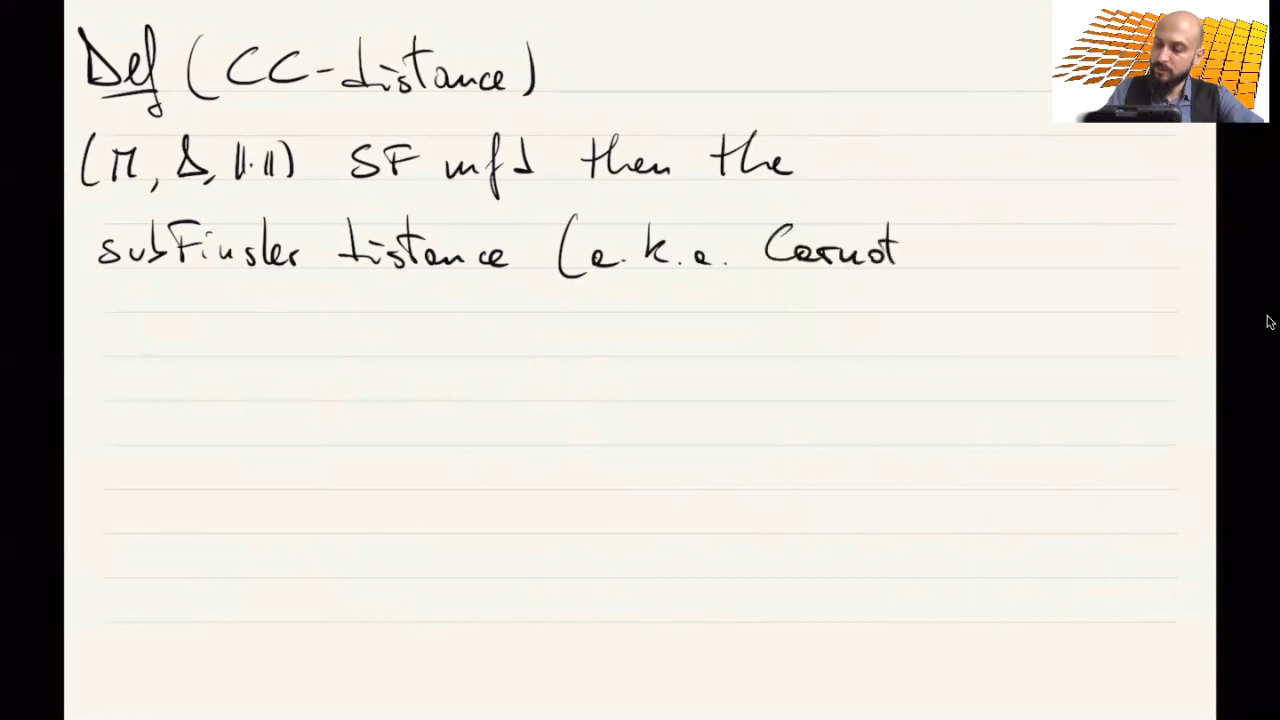 Def (CC-distance)
(M, Δ, ||·||) SF mfd then the
subFinsler distance (a.k.a. Carnot